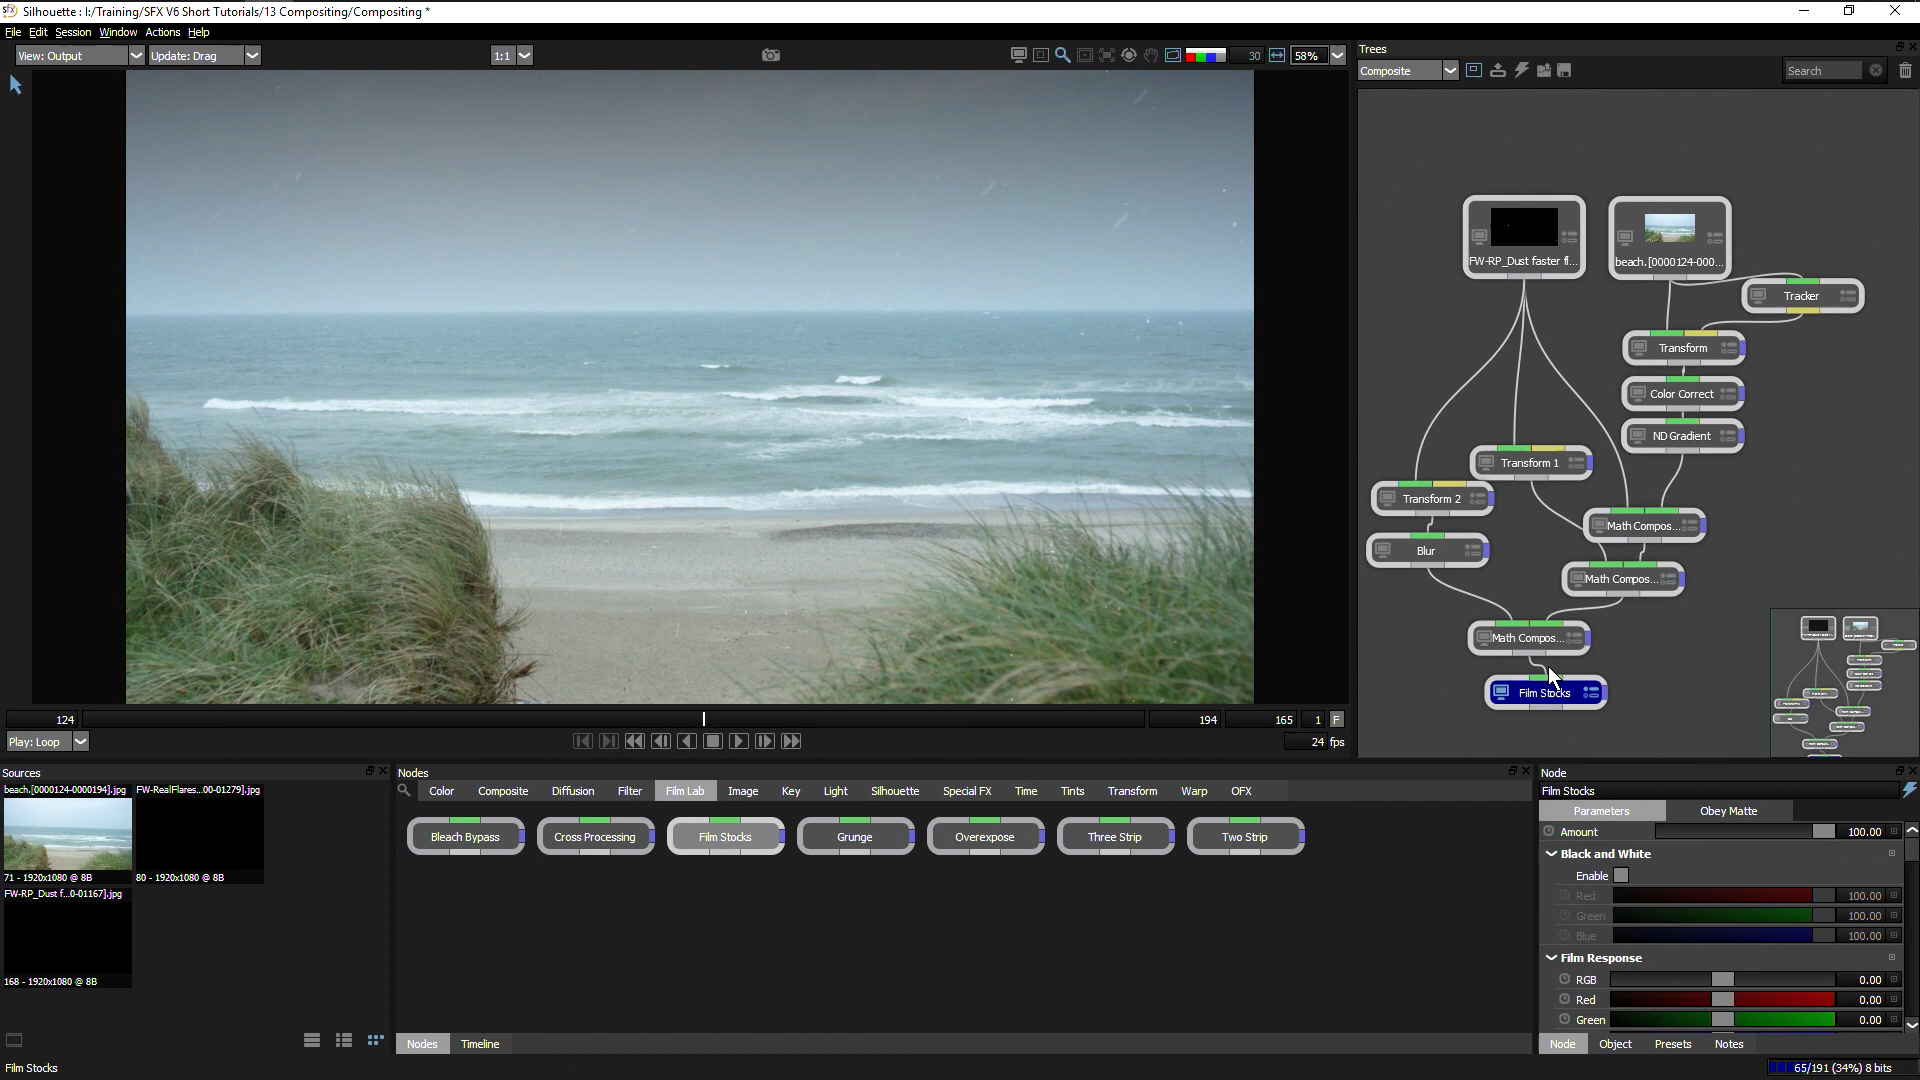 SFX Silhouette : I:/Training/SFX V6 Short Tutorials/13 Compositing/Compositing *
File Edit Session Window Actions Help
View: Output Update: Drag 1:1 30 58%
Trees
Composite Search
FW-RP_Dust faster fl... beach.[0000124-000...
Tracker
Transform
Color Correct
ND Gradient
Transform 1
Transform 2
Math Compos...
Blur
Math Compos...
Math Compos...
Film Stocks
124 194 165 1 F
Play: Loop 24 fps
Sources
beach.[0000124-0000194].jpg FW-RealFlares...00-01279].jpg
71 - 1920x1080 @ 8B 80 - 1920x1080 @ 8B
FW-RP_Dust f...0-01167].jpg
168 - 1920x1080 @ 8B
Nodes
Color Composite Diffusion Filter Film Lab Image Key Light Silhouette Special FX Time Tints Transform Warp OFX
Bleach Bypass Cross Processing Film Stocks Grunge Overexpose Three Strip Two Strip
Nodes Timeline
Node
Film Stocks
Parameters Obey Matte
Amount 100.00
Black and White
Enable
Red 100.00
Green 100.00
Blue 100.00
Film Response
RGB 0.00
Red 0.00
Green 0.00
Node Object Presets Notes
Film Stocks 65/191 (34%) 8 bits